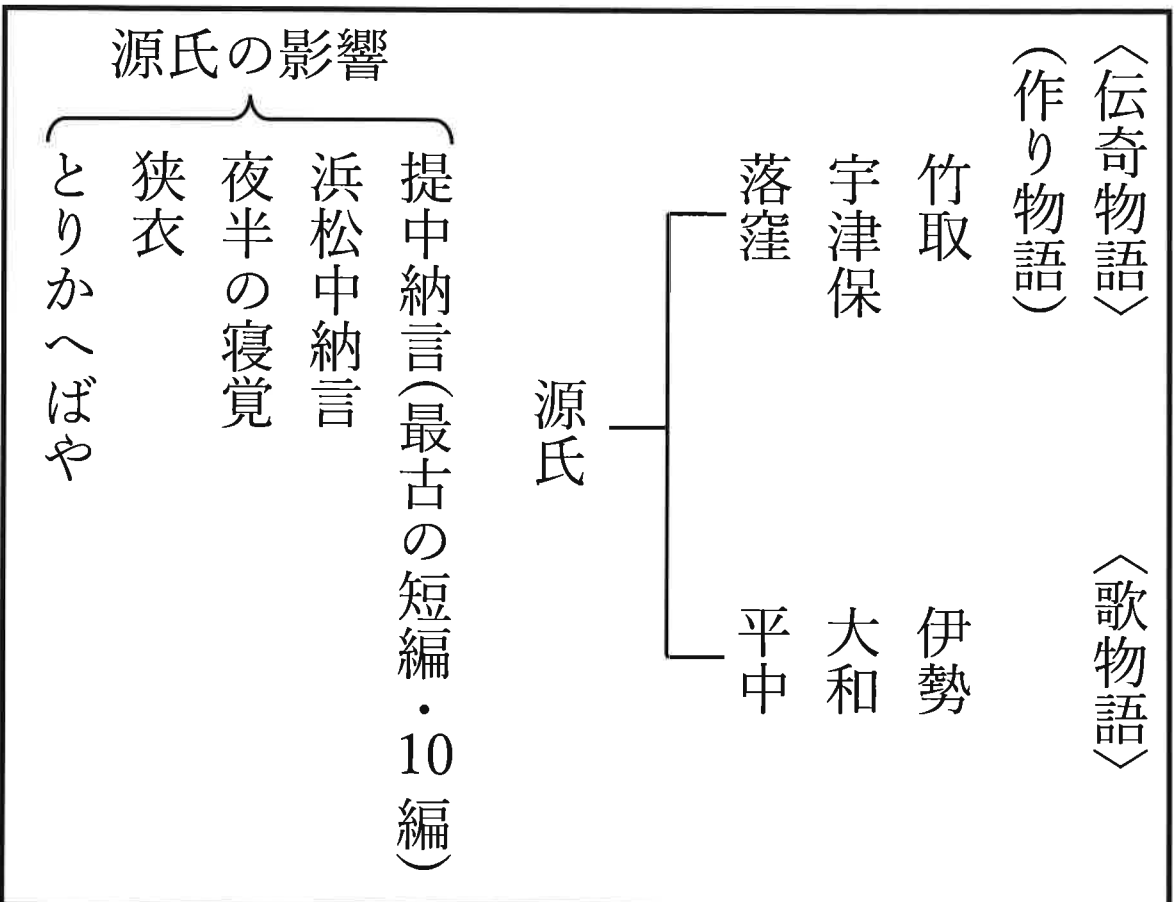 〈伝奇物語〉
(作り物語)
竹取
宇津保
落窪
〈歌物語〉
伊勢
大和
平中
源氏
源氏の影響
提中納言(最古の短編・10編)
浜松中納言
夜半の寝覚
狭衣
とりかへばや